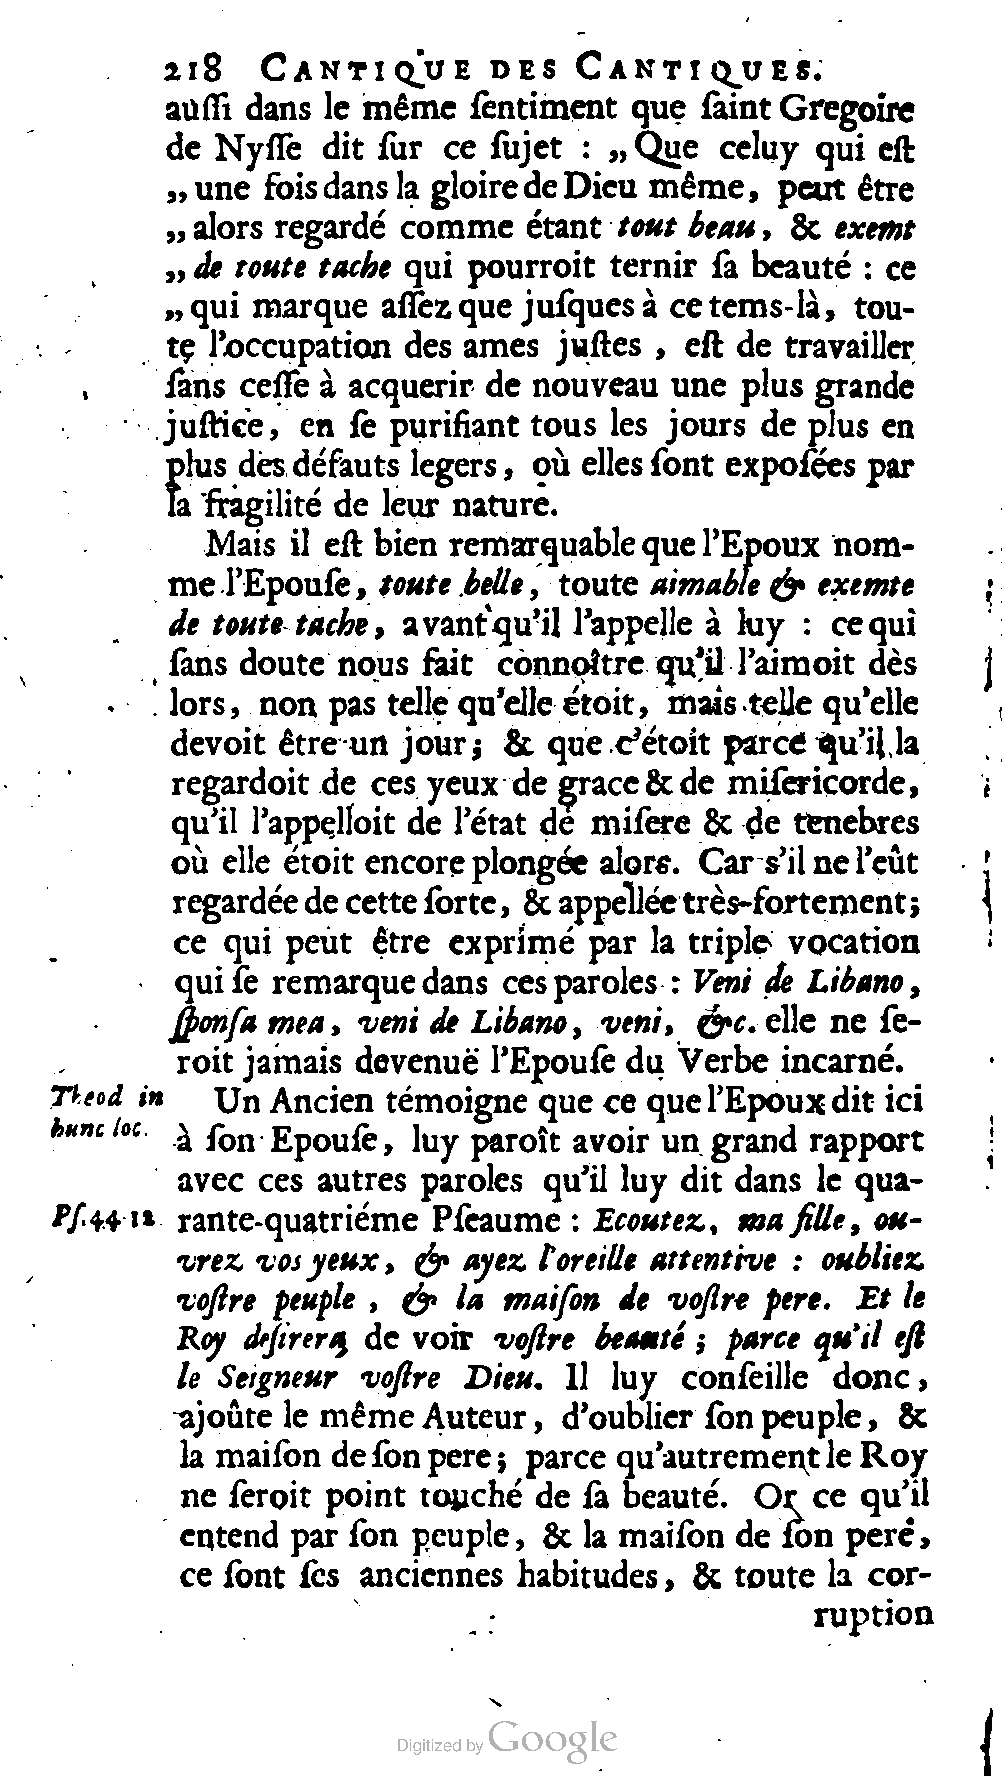 218 CANTIQUE DES CANTIQUES.
auſſi dans le même ſentiment que ſaint Gregoire
de Nyſſe dit ſur ce ſujet : „ Que celuy qui eſt
„ une fois dans la gloire de Dieu même, peut être
„ alors regardé comme étant tout beau, & exemt
„ de toute tache qui pourroit ternir ſa beauté : ce
„ qui marque aſſez que juſques à ce tems-là, tou-
te l'occupation des ames juſtes, eſt de travailler
ſans ceſſe à acquerir de nouveau une plus grande
juſtice, en ſe purifiant tous les jours de plus en
plus des défauts legers, où elles ſont expoſées par
la fragilité de leur nature.
Mais il eſt bien remarquable que l'Epoux nom-
me l'Epouſe, toute belle, toute aimable & exemte
de toute tache, avant qu'il l'appelle à luy : ce qui
ſans doute nous fait connoître qu'il l'aimoit dès
lors, non pas telle qu'elle étoit, mais telle qu'elle
devoit être un jour; & que c'étoit parce qu'il la
regardoit de ces yeux de grace & de miſericorde,
qu'il l'appelloit de l'état de miſere & de tenebres
où elle étoit encore plongée alors. Car s'il ne l'eût
regardée de cette ſorte, & appellée très-fortement;
ce qui peut être exprimé par la triple vocation
qui ſe remarque dans ces paroles : Veni de Libano,
ſponſa mea, veni de Libano, veni, &c. elle ne ſe-
roit jamais devenuë l'Epouſe du Verbe incarné.
Theod in
hunc loc.
Un Ancien témoigne que ce que l'Epoux dit ici
à ſon Epouſe, luy paroît avoir un grand rapport
avec ces autres paroles qu'il luy dit dans le qua-
Pſ.44.12
rante-quatriéme Pſeaume : Ecoutez, ma fille, ou-
vrez vos yeux, & ayez l'oreille attentive : oubliez
voſtre peuple, & la maiſon de voſtre pere. Et le
Roy deſirera de voir voſtre beauté ; parce qu'il eſt
le Seigneur voſtre Dieu. Il luy conſeille donc,
ajoûte le même Auteur, d'oublier ſon peuple, &
la maiſon de ſon pere; parce qu'autrement le Roy
ne ſeroit point touché de ſa beauté. Or ce qu'il
entend par ſon peuple, & la maiſon de ſon pere,
ce ſont ſes anciennes habitudes, & toute la cor-
ruption
Digitized by Google